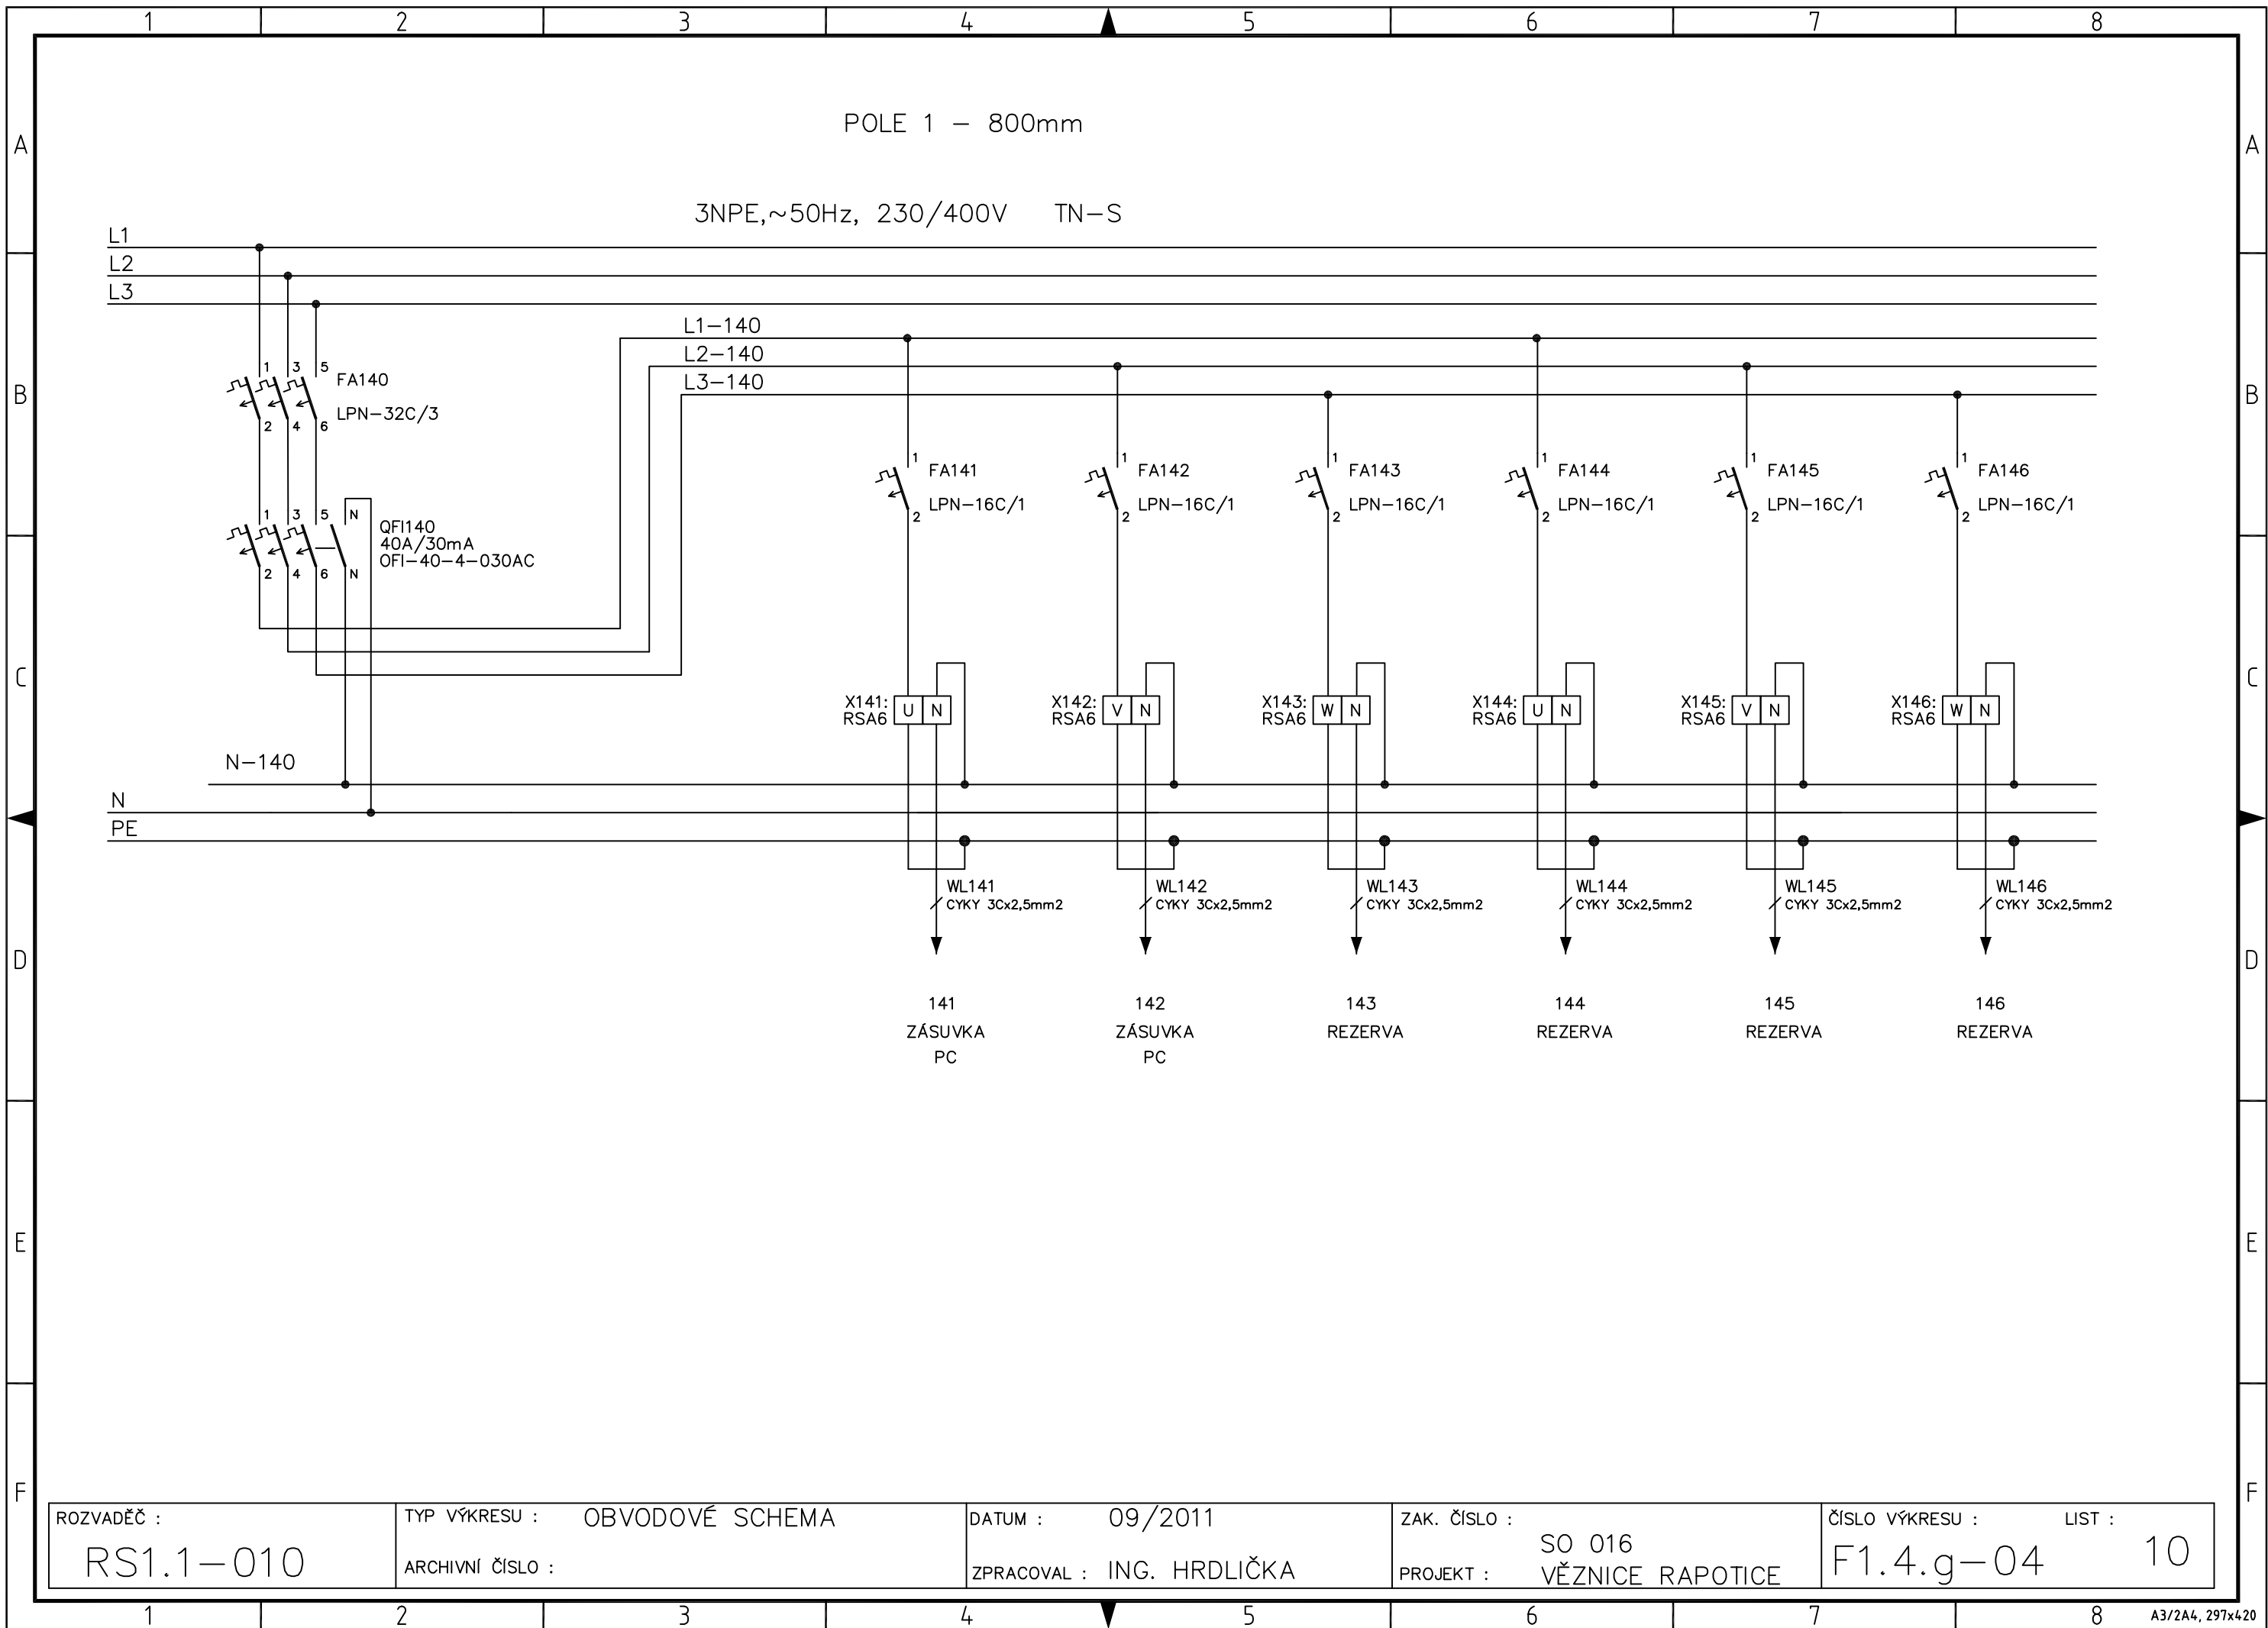 1 2 3 4 5 6 7 8
A A
B B
C C
D D
E E
F F
POLE 1 – 800mm
3NPE,~50Hz, 230/400V TN–S
L1
L2
L3
L1–140
L2–140
L3–140
1 3 5
FA140
LPN–32C/3
2 4 6
1 3 5 N
QFI140
40A/30mA
OFI–40–4–030AC
2 4 6 N
1 FA141 1 FA142 1 FA143 1 FA144 1 FA145 1 FA146
LPN–16C/1 LPN–16C/1 LPN–16C/1 LPN–16C/1 LPN–16C/1 LPN–16C/1
2 2 2 2 2 2
X141: X142: X143: X144: X145: X146:
RSA6 RSA6 RSA6 RSA6 RSA6 RSA6
U N V N W N U N V N W N
N–140
N
PE
WL141 WL142 WL143 WL144 WL145 WL146
CYKY 3Cx2,5mm2 CYKY 3Cx2,5mm2 CYKY 3Cx2,5mm2 CYKY 3Cx2,5mm2 CYKY 3Cx2,5mm2 CYKY 3Cx2,5mm2
141 142 143 144 145 146
ZÁSUVKA ZÁSUVKA REZERVA REZERVA REZERVA REZERVA
PC PC
ROZVADĚČ :
RS1.1–010
TYP VÝKRESU : OBVODOVÉ SCHEMA
ARCHIVNÍ ČÍSLO :
DATUM : 09/2011
ZPRACOVAL : ING. HRDLIČKA
ZAK. ČÍSLO :
SO 016
PROJEKT : VĚZNICE RAPOTICE
ČÍSLO VÝKRESU : LIST :
F1.4.g–04 10
1 2 3 4 5 6 7 8
A3/2A4, 297x420